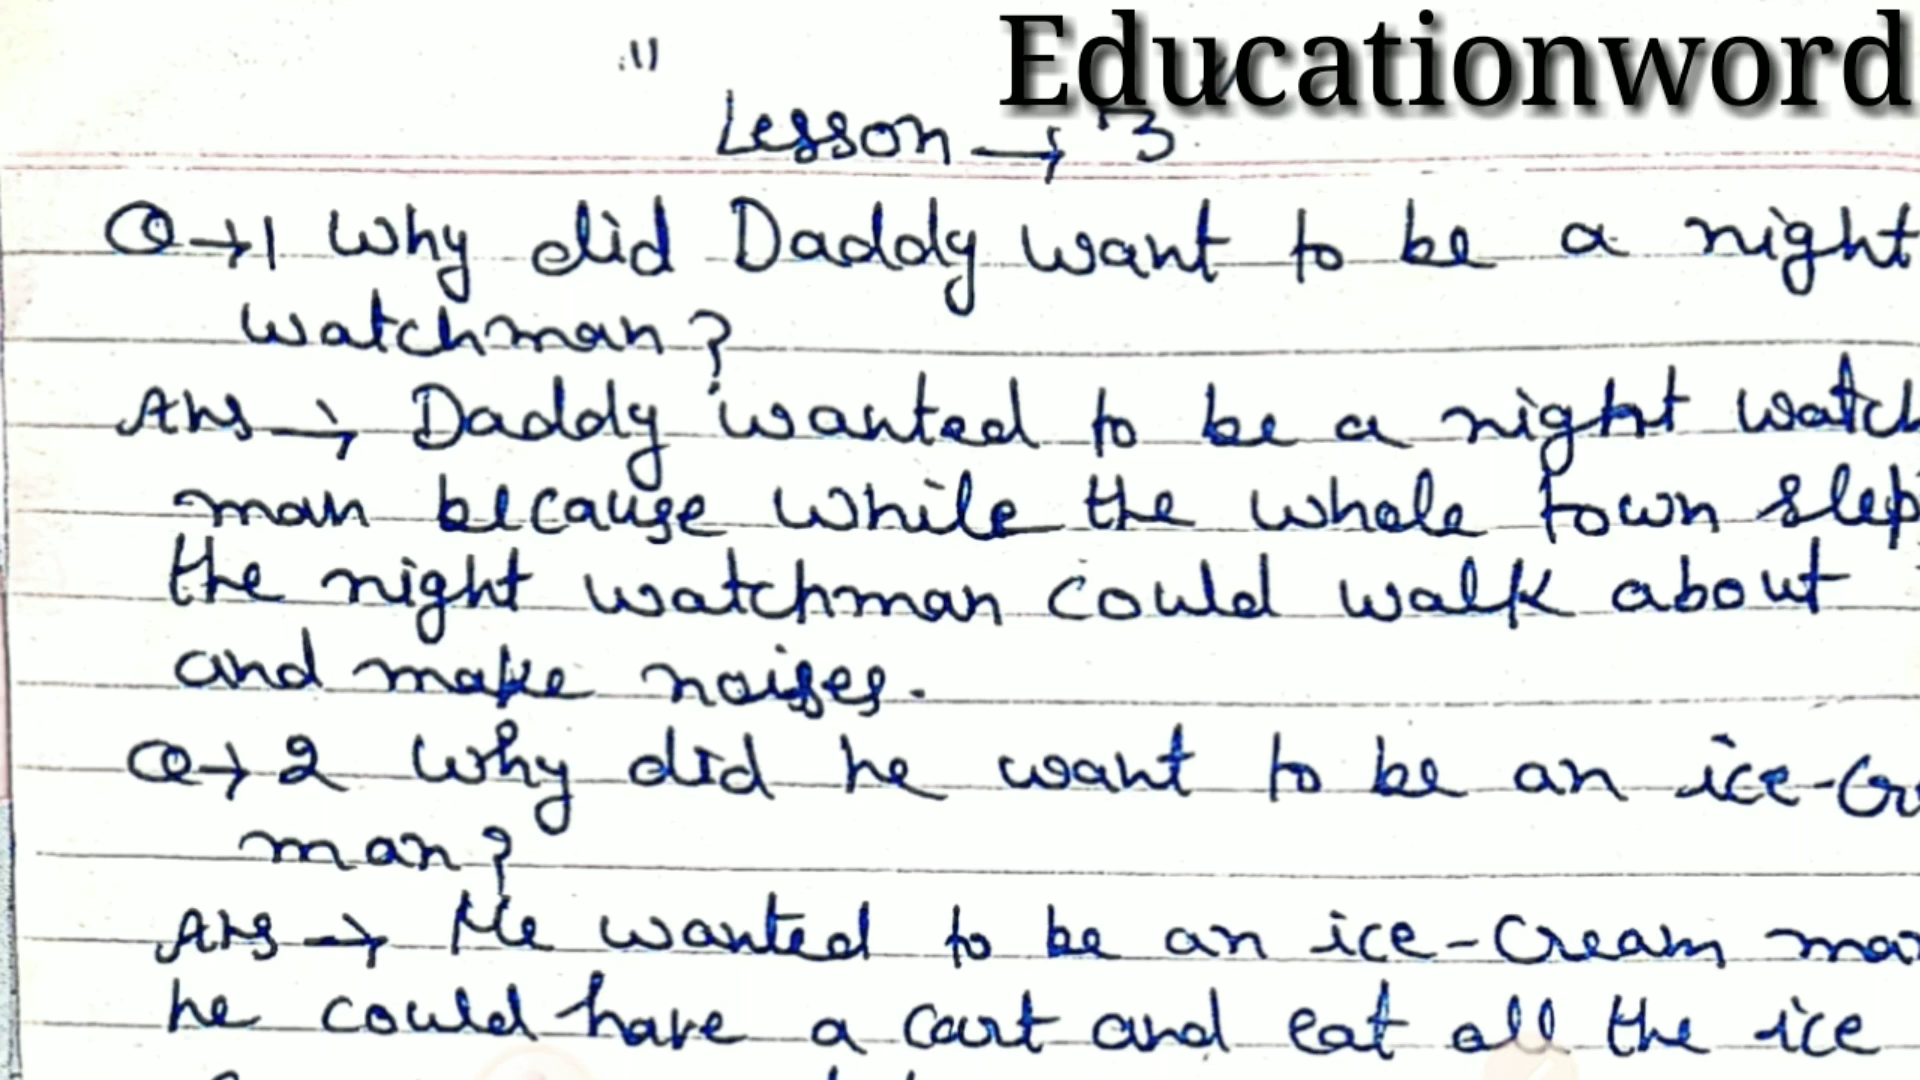 Educationword
"
Lesson → 3
Q→1 Why did Daddy want to be a night
watchman?
Ans → Daddy wanted to be a night watch
man because while the whole town slep
the night watchman could walk about
and make noises.
Q→2 Why did he want to be an ice-Cr
man?
Ans → He wanted to be an ice-Cream man
he could have a cart and eat all the ice